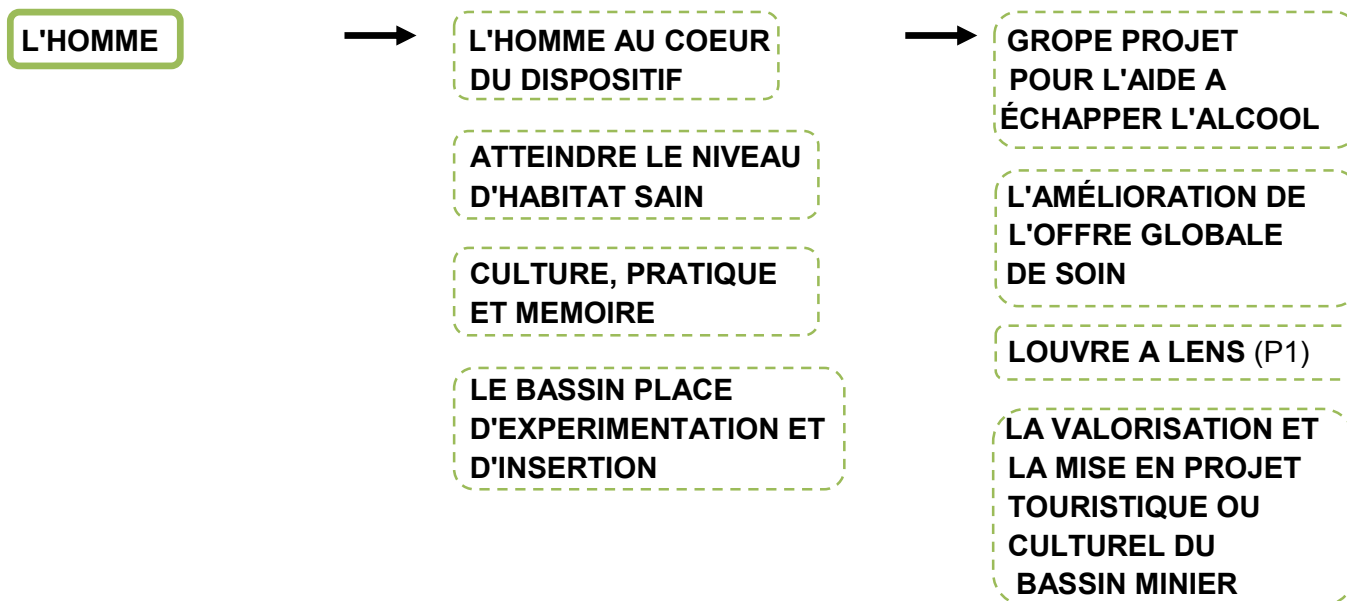 L'HOMME
L'HOMME AU COEUR
DU DISPOSITIF
ATTEINDRE LE NIVEAU
D'HABITAT SAIN
CULTURE, PRATIQUE
ET MEMOIRE
LE BASSIN PLACE
D'EXPERIMENTATION ET
D'INSERTION
GROPE PROJET
POUR L'AIDE A
ÉCHAPPER L'ALCOOL
L'AMÉLIORATION DE
L'OFFRE GLOBALE
DE SOIN
LOUVRE A LENS (P1)
LA VALORISATION ET
LA MISE EN PROJET
TOURISTIQUE OU
CULTUREL DU
BASSIN MINIER